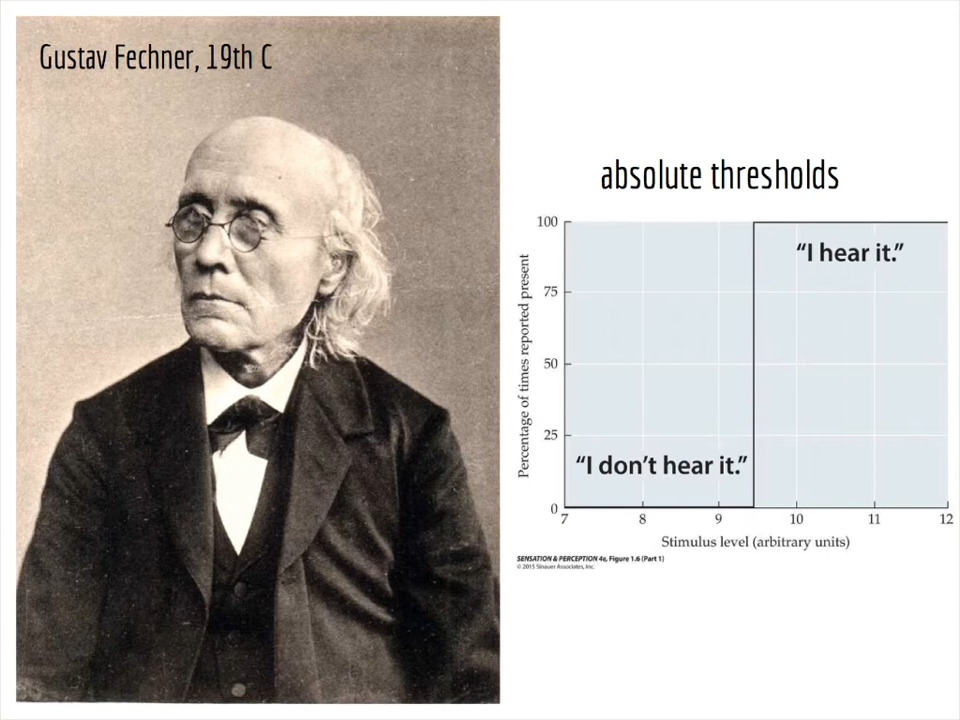 Gustav Fechner, 19th C
absolute thresholds
Percentage of times reported present
100
75
50
25
0
“I hear it.”
“I don’t hear it.”
7 8 9 10 11 12
Stimulus level (arbitrary units)
SENSATION & PERCEPTION 4e, Figure 1.6 (Part 1)
© 2015 Sinauer Associates, Inc.